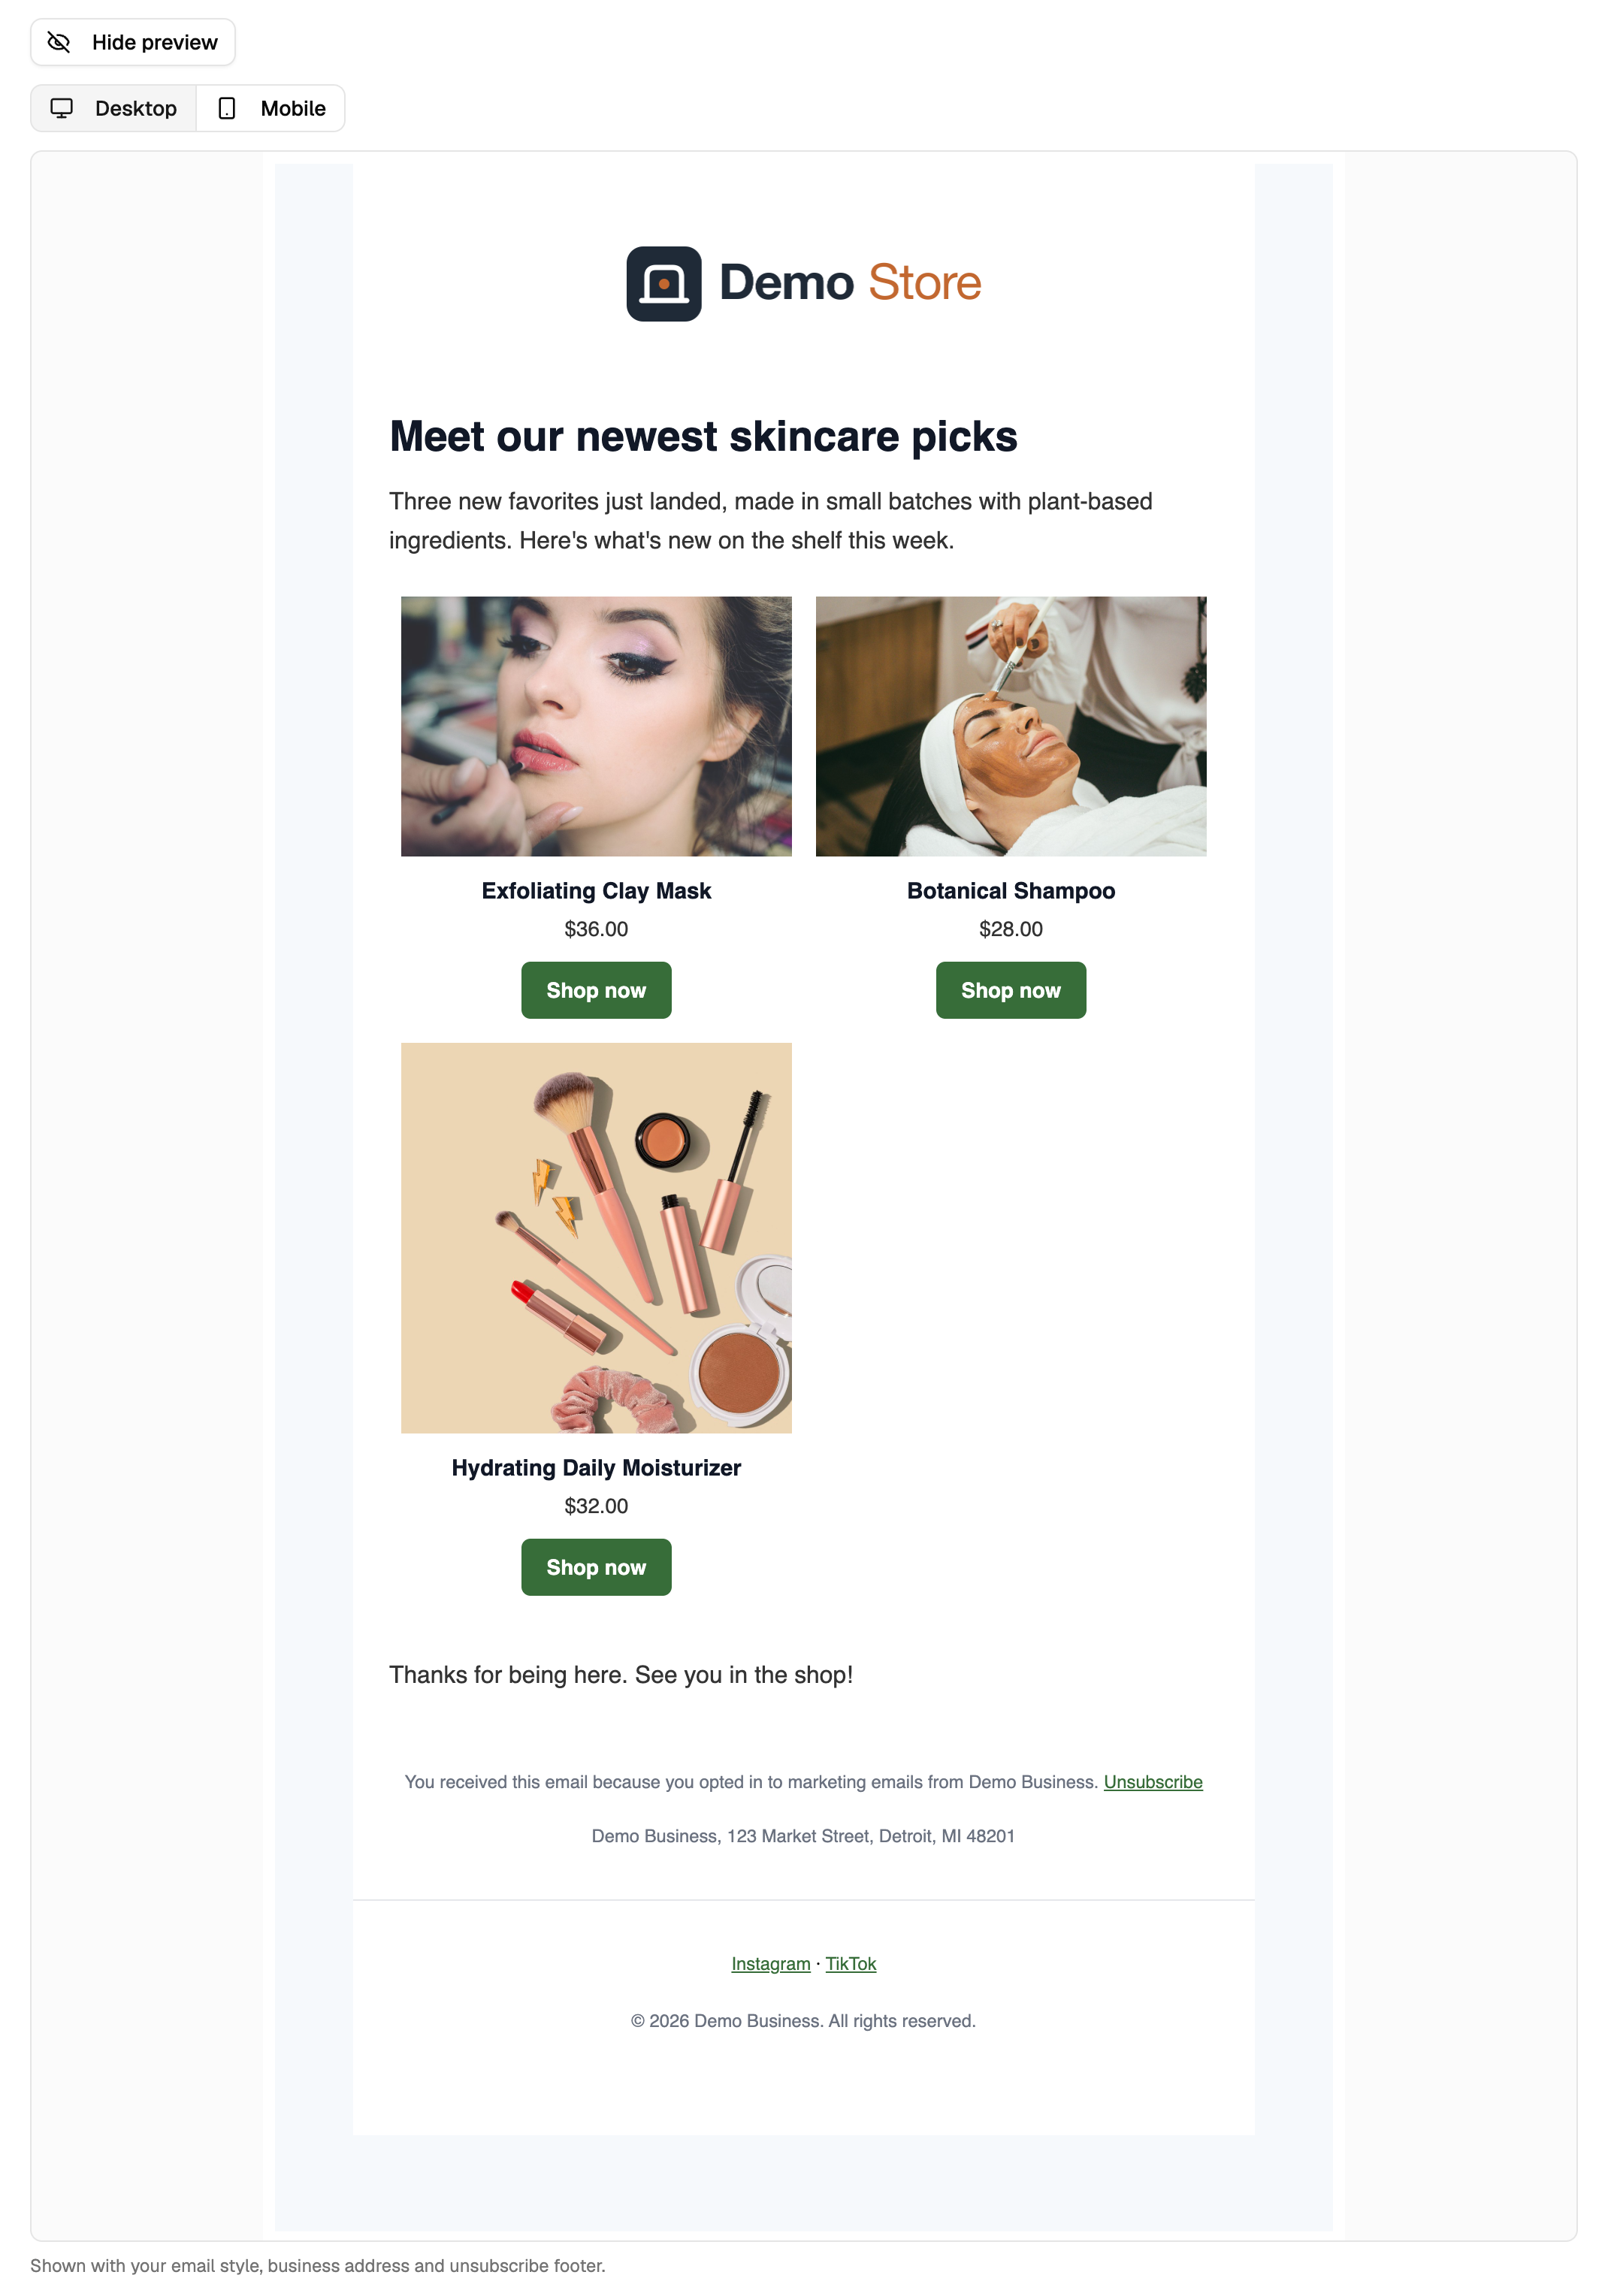 Hide preview
Desktop
Mobile
Demo Store
Meet our newest skincare picks
Three new favorites just landed, made in small batches with plant-based
ingredients. Here's what's new on the shelf this week.
Exfoliating Clay Mask
$36.00
Shop now
Botanical Shampoo
$28.00
Shop now
Hydrating Daily Moisturizer
$32.00
Shop now
Thanks for being here. See you in the shop!
You received this email because you opted in to marketing emails from Demo Business. Unsubscribe
Demo Business, 123 Market Street, Detroit, MI 48201
Instagram · TikTok
© 2026 Demo Business. All rights reserved.
Shown with your email style, business address and unsubscribe footer.